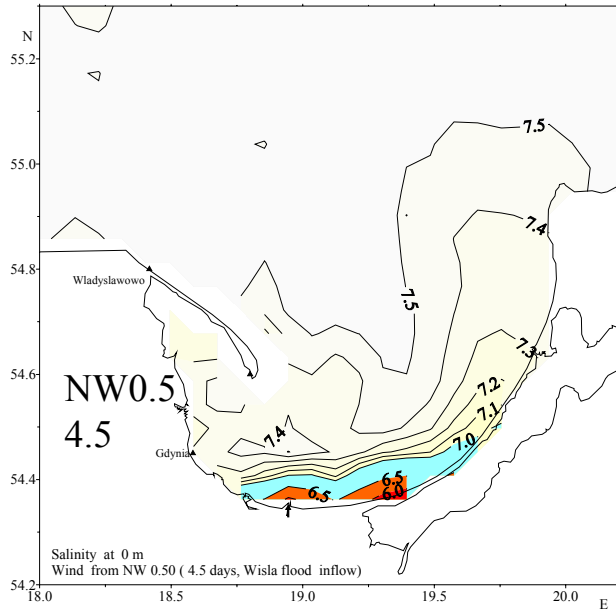 N
55.2
7.5
55.0
7.4
54.8
Wladyslawowo
7.5
7.3
54.6
NW0.5
7.2
7.1
4.5
7.4
7.0
Gdynia
54.4
6.5
6.5
6.0
Salinity at 0 m
Wind from NW 0.50 ( 4.5 days, Wisla flood inflow)
54.2
18.0 18.5 19.0 19.5 20.0
E